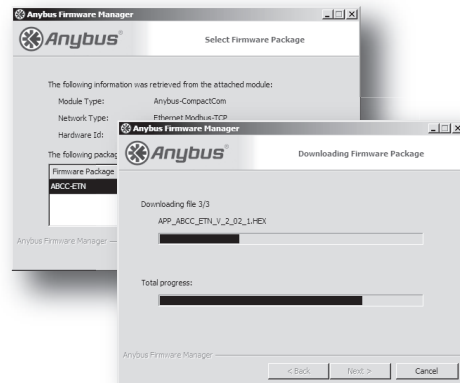 Anybus Firmware Manager
Anybus®
Select Firmware Package
The following information was retrieved from the attached module:
Module Type: Anybus-CompactCom
Network Type: Ethernet Modbus-TCP
Hardware Id:
The following packag
Firmware Package
ABCC-ETN
Anybus Firmware Manager
Anybus Firmware Manager
Anybus®
Downloading Firmware Package
Downloading file 3/3
APP_ABCC_ETN_V_2_02_1.HEX
Total progress:
Anybus Firmware Manager
< Back Next > Cancel